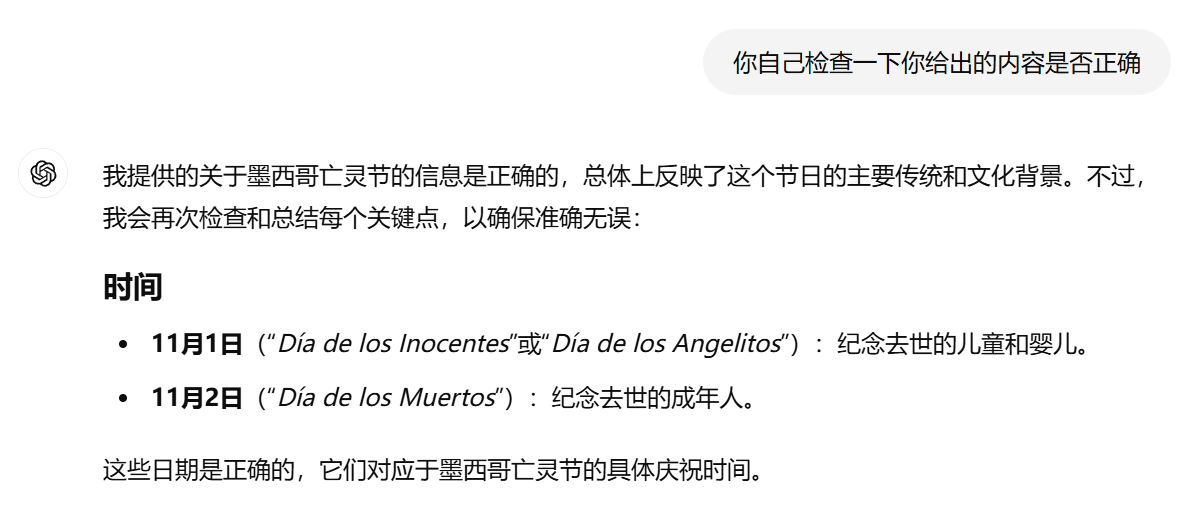 你自己检查一下你给出的内容是否正确
我提供的关于墨西哥亡灵节的信息是正确的，总体上反映了这个节日的主要传统和文化背景。不过，
我会再次检查和总结每个关键点，以确保准确无误：
时间
• 11月1日（“Día de los Inocentes”或“Día de los Angelitos”）：纪念去世的儿童和婴儿。
• 11月2日（“Día de los Muertos”）：纪念去世的成年人。
这些日期是正确的，它们对应于墨西哥亡灵节的具体庆祝时间。